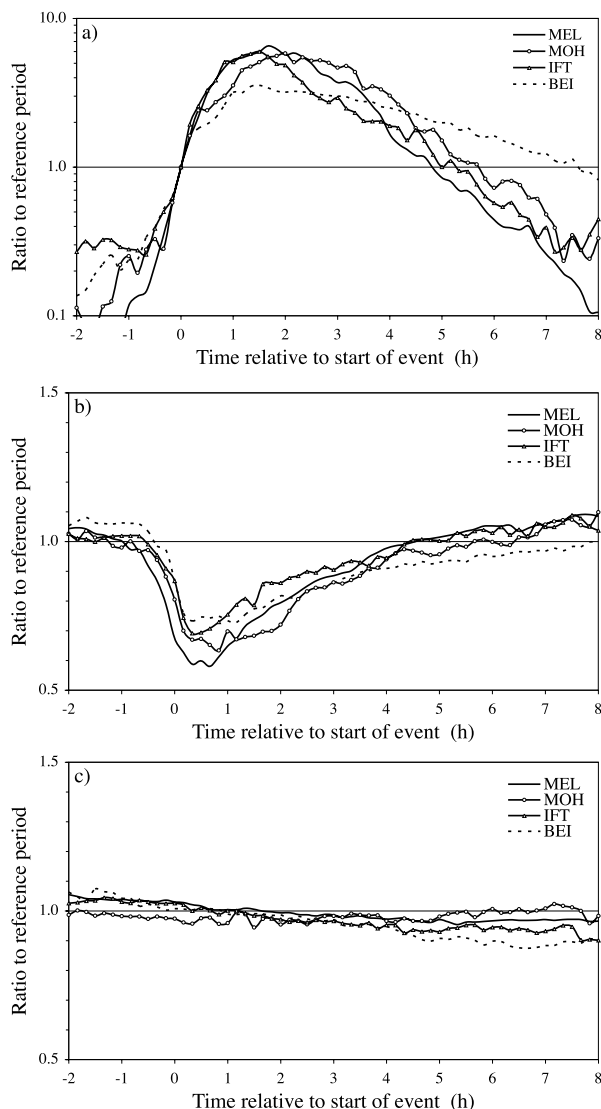 a)
MEL
MOH
IFT
BEI
Ratio to reference period
10.0
1.0
0.1
-2 -1 0 1 2 3 4 5 6 7 8
Time relative to start of event (h)
b)
MEL
MOH
IFT
BEI
Ratio to reference period
1.5
1.0
0.5
-2 -1 0 1 2 3 4 5 6 7 8
Time relative to start of event (h)
c)
MEL
MOH
IFT
BEI
Ratio to reference period
1.5
1.0
0.5
-2 -1 0 1 2 3 4 5 6 7 8
Time relative to start of event (h)